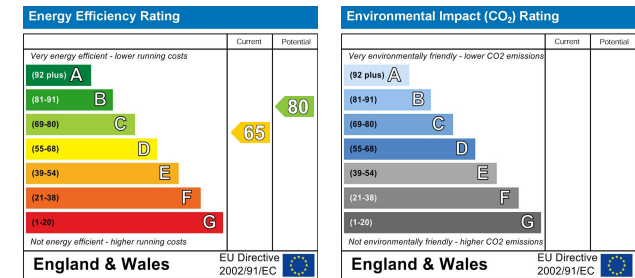 Energy Efficiency Rating
Current Potential
Very energy efficient - lower running costs
(92 plus) A
(81-91) B
(69-80) C
(55-68) D
(39-54) E
(21-38) F
(1-20) G
65
80
Not energy efficient - higher running costs
England & Wales
EU Directive
2002/91/EC
Environmental Impact (CO₂) Rating
Current Potential
Very environmentally friendly - lower CO2 emissions
(92 plus) A
(81-91) B
(69-80) C
(55-68) D
(39-54) E
(21-38) F
(1-20) G
Not environmentally friendly - higher CO2 emissions
England & Wales
EU Directive
2002/91/EC